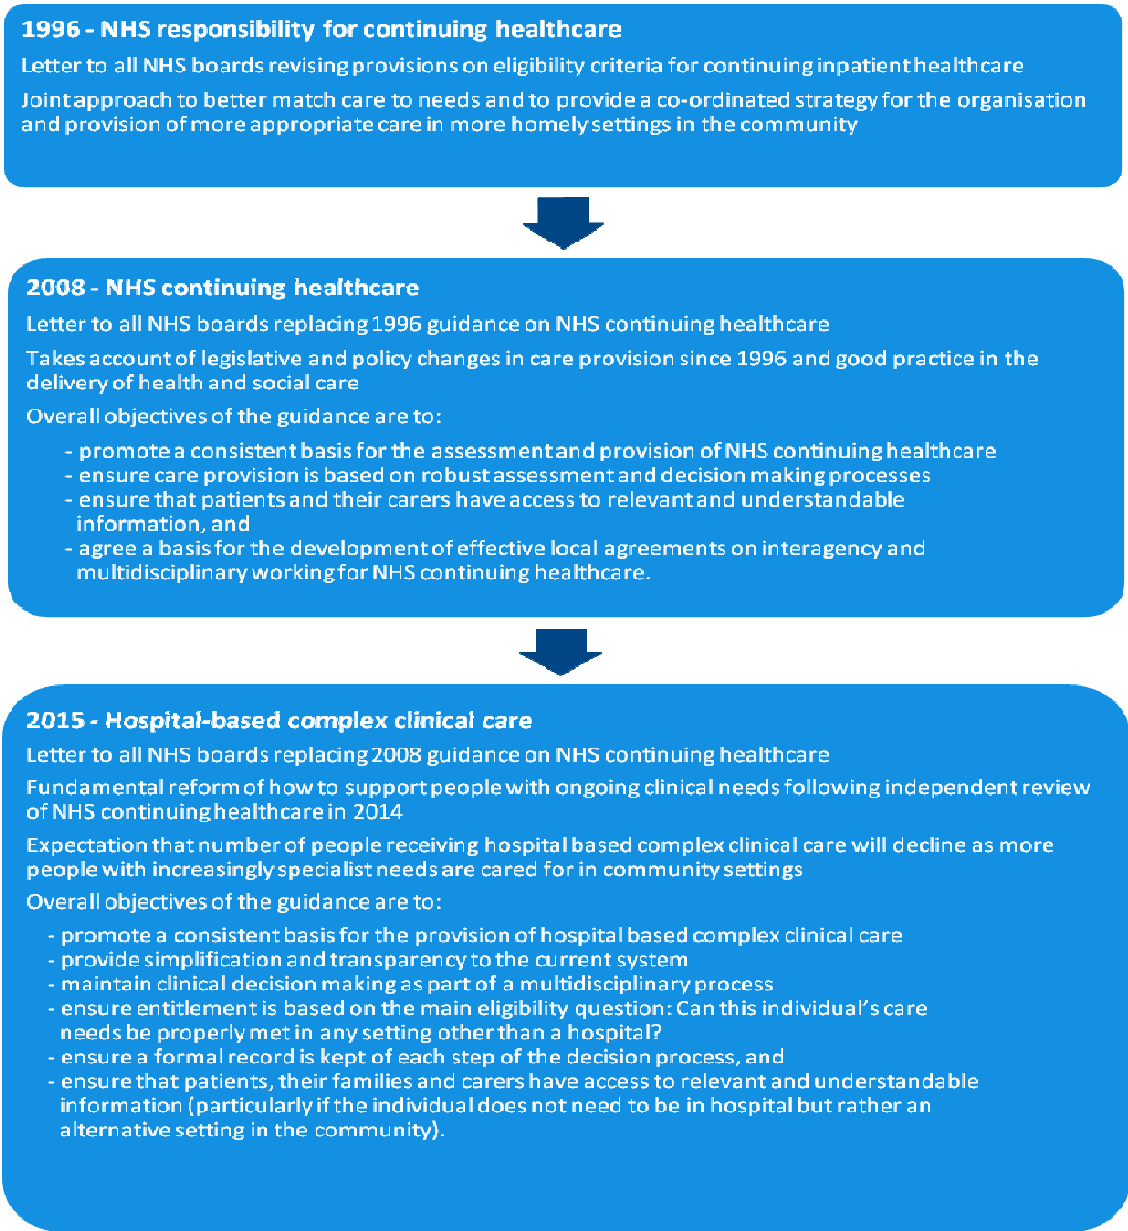 1996 - NHS responsibility for continuing healthcare
Letter to all NHS boards revising provisions on eligibility criteria for continuing inpatient healthcare
Joint approach to better match care to needs and to provide a co-ordinated strategy for the organisation
and provision of more appropriate care in more homely settings in the community
2008 - NHS continuing healthcare
Letter to all NHS boards replacing 1996 guidance on NHS continuing healthcare
Takes account of legislative and policy changes in care provision since 1996 and good practice in the
delivery of health and social care
Overall objectives of the guidance are to:
- promote a consistent basis for the assessment and provision of NHS continuing healthcare
- ensure care provision is based on robust assessment and decision making processes
- ensure that patients and their carers have access to relevant and understandable
information, and
- agree a basis for the development of effective local agreements on interagency and
multidisciplinary working for NHS continuing healthcare.
2015 - Hospital-based complex clinical care
Letter to all NHS boards replacing 2008 guidance on NHS continuing healthcare
Fundamental reform of how to support people with ongoing clinical needs following independent review
of NHS continuing healthcare in 2014
Expectation that number of people receiving hospital based complex clinical care will decline as more
people with increasingly specialist needs are cared for in community settings
Overall objectives of the guidance are to:
- promote a consistent basis for the provision of hospital based complex clinical care
- provide simplification and transparency to the current system
- maintain clinical decision making as part of a multidisciplinary process
- ensure entitlement is based on the main eligibility question: Can this individual's care
needs be properly met in any setting other than a hospital?
- ensure a formal record is kept of each step of the decision process, and
- ensure that patients, their families and carers have access to relevant and understandable
information (particularly if the individual does not need to be in hospital but rather an
alternative setting in the community).